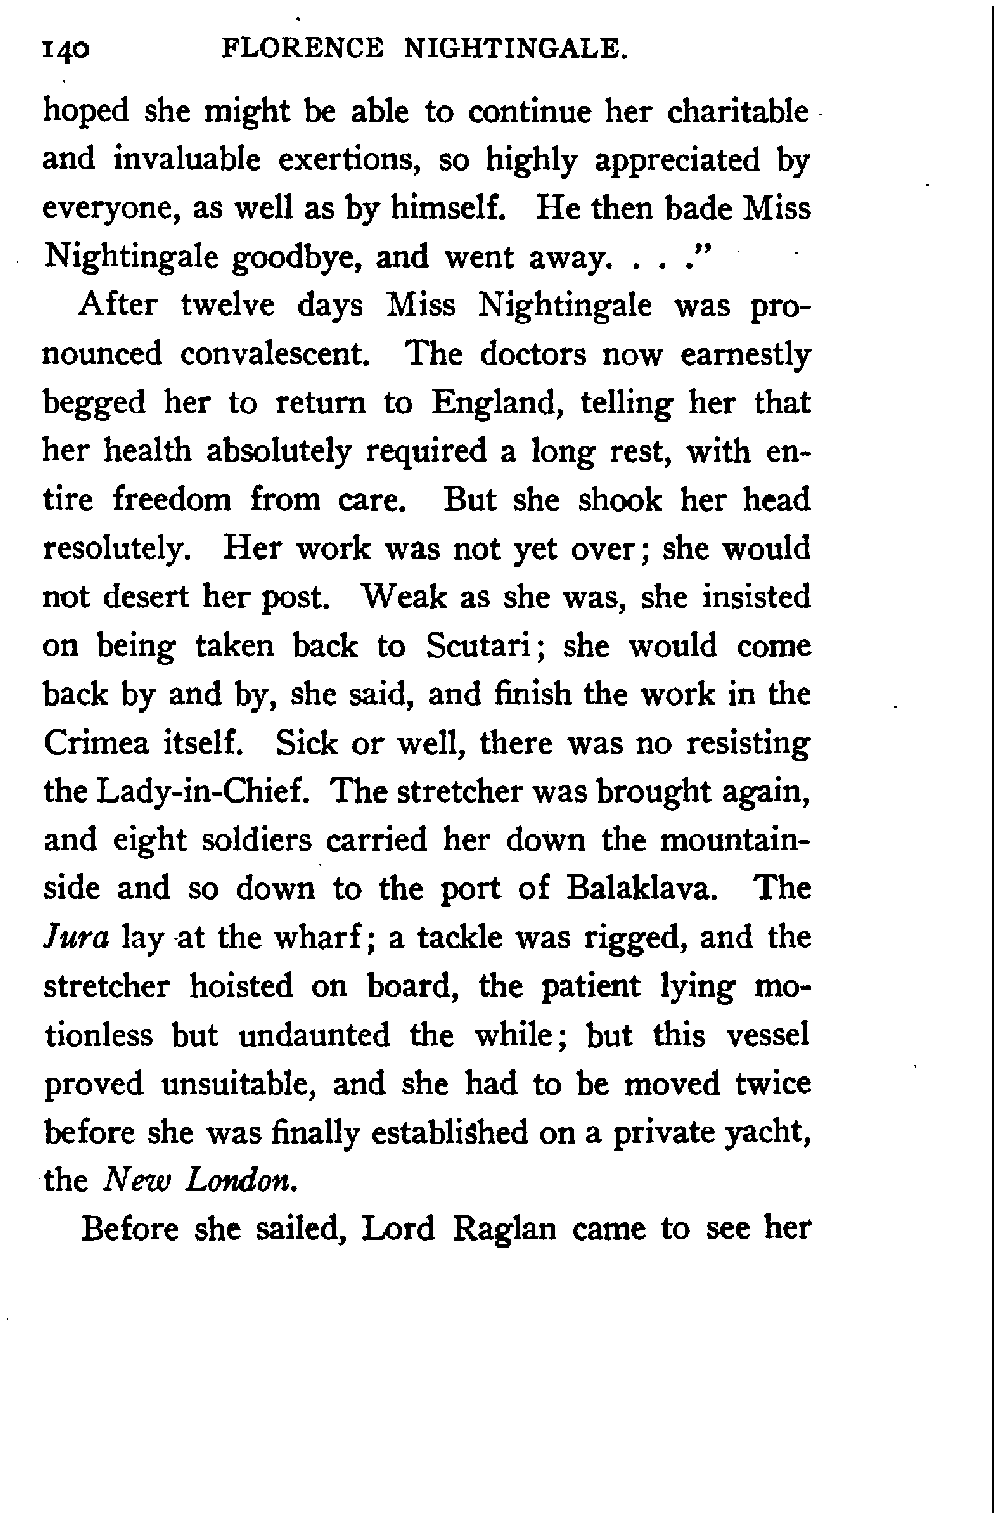 140 FLORENCE NIGHTINGALE.
hoped she might be able to continue her charitable
and invaluable exertions, so highly appreciated by
everyone, as well as by himself. He then bade Miss
Nightingale goodbye, and went away. . . ."
After twelve days Miss Nightingale was pro-
nounced convalescent. The doctors now earnestly
begged her to return to England, telling her that
her health absolutely required a long rest, with en-
tire freedom from care. But she shook her head
resolutely. Her work was not yet over; she would
not desert her post. Weak as she was, she insisted
on being taken back to Scutari; she would come
back by and by, she said, and finish the work in the
Crimea itself. Sick or well, there was no resisting
the Lady-in-Chief. The stretcher was brought again,
and eight soldiers carried her down the mountain-
side and so down to the port of Balaklava. The
Jura lay at the wharf; a tackle was rigged, and the
stretcher hoisted on board, the patient lying mo-
tionless but undaunted the while; but this vessel
proved unsuitable, and she had to be moved twice
before she was finally established on a private yacht,
the New London.
Before she sailed, Lord Raglan came to see her